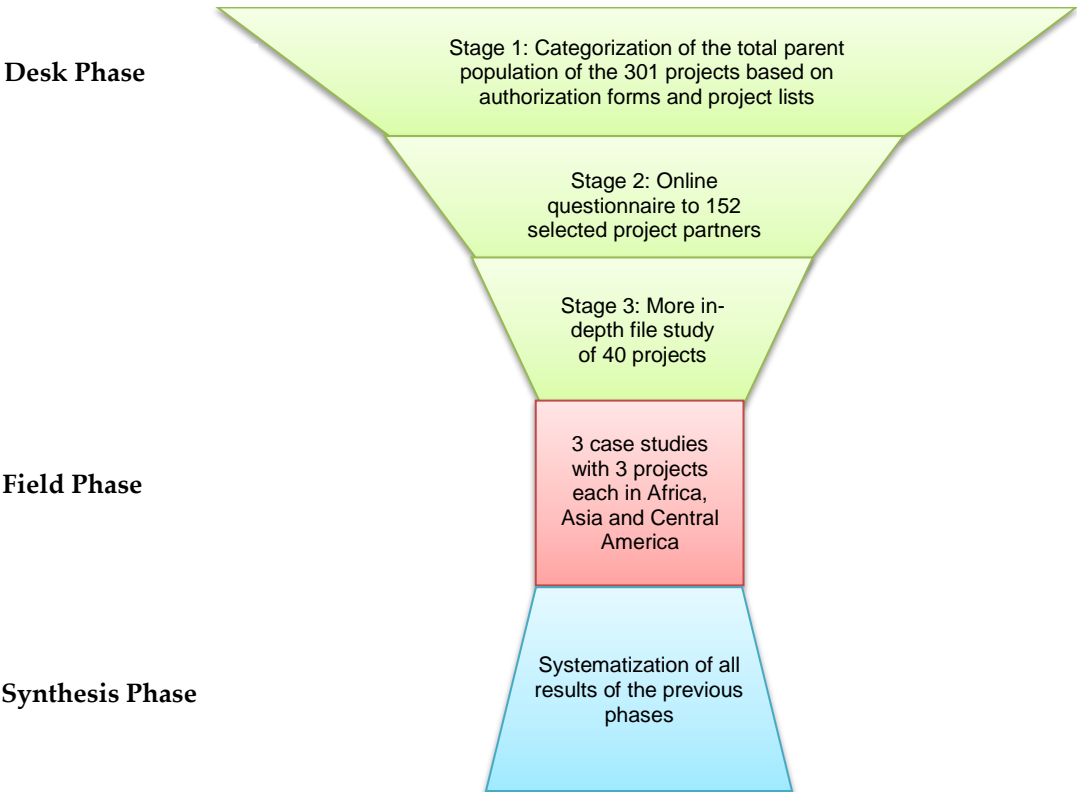 Desk Phase
Stage 1: Categorization of the total parent
population of the 301 projects based on
authorization forms and project lists
Stage 2: Online
questionnaire to 152
selected project partners
Stage 3: More in-
depth file study
of 40 projects
Field Phase
3 case studies
with 3 projects
each in Africa,
Asia and Central
America
Synthesis Phase
Systematization of all
results of the previous
phases